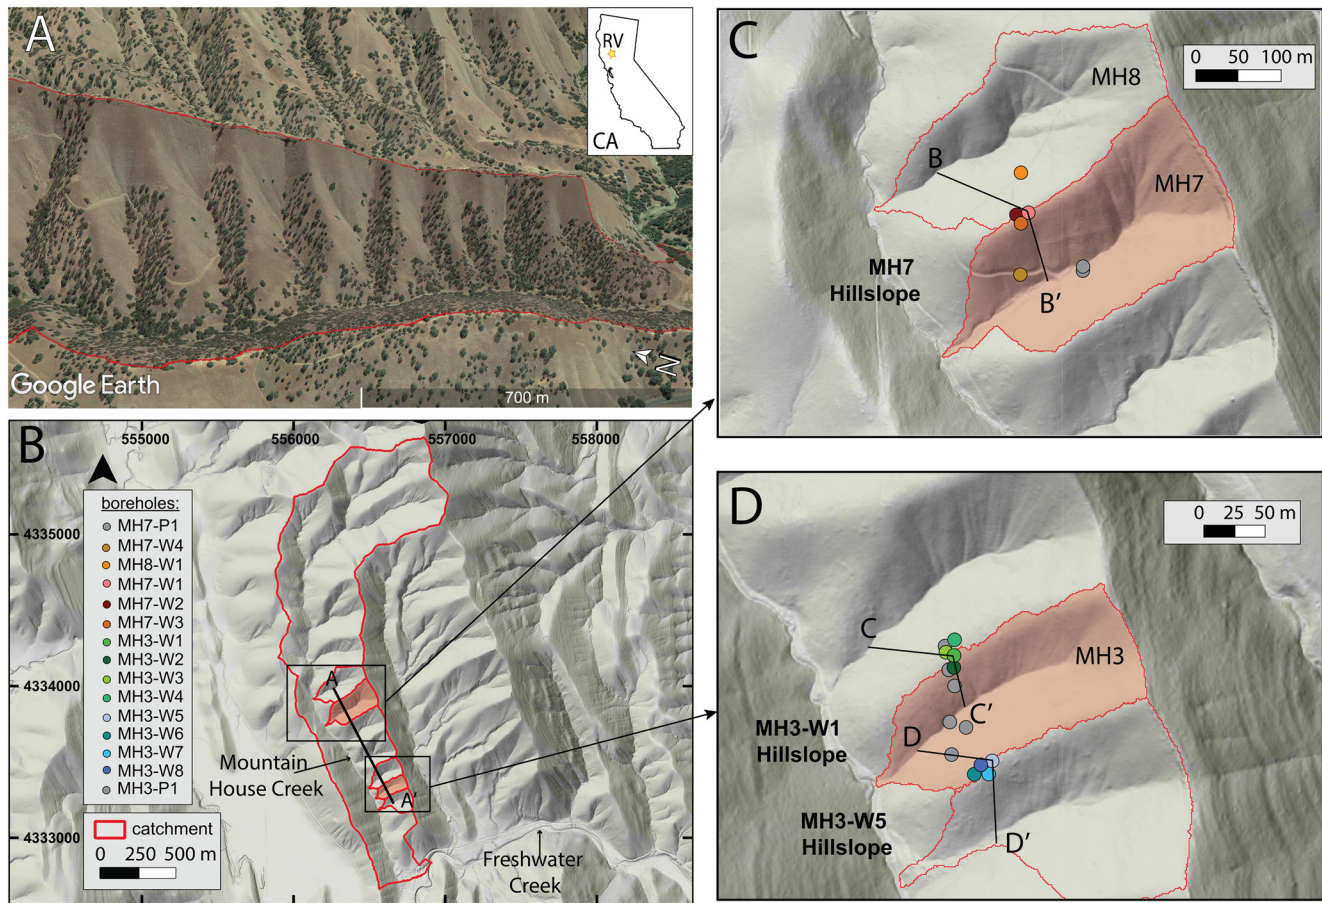 A
RV
CA
N
Google Earth
700 m
B
555000 556000 557000 558000
4335000
4334000
4333000
boreholes:
MH7-P1
MH7-W4
MH8-W1
MH7-W1
MH7-W2
MH7-W3
MH3-W1
MH3-W2
MH3-W3
MH3-W4
MH3-W5
MH3-W6
MH3-W7
MH3-W8
MH3-P1
catchment
0 250 500 m
A
A'
Mountain
House Creek
Freshwater
Creek
C
0 50 100 m
MH8
MH7
B
B'
MH7
Hillslope
D
0 25 50 m
MH3
C
C'
D
D'
MH3-W1
Hillslope
MH3-W5
Hillslope